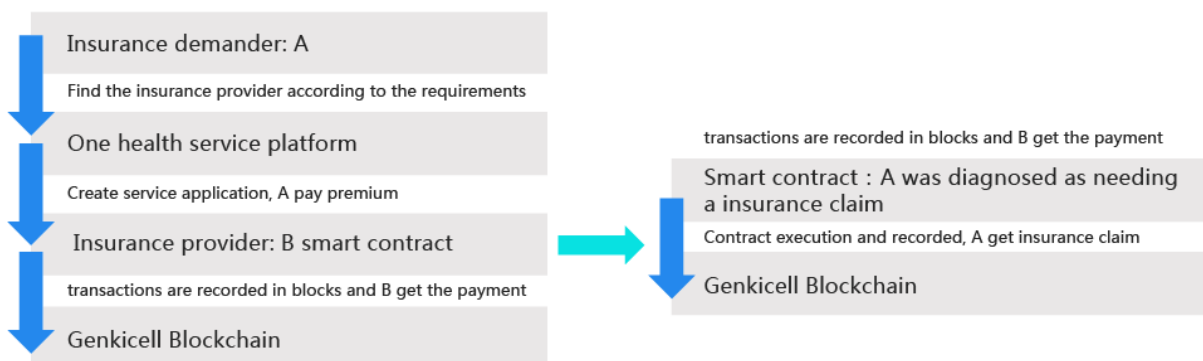 Insurance demander: A
Find the insurance provider according to the requirements
One health service platform
Create service application, A pay premium
Insurance provider: B smart contract
transactions are recorded in blocks and B get the payment
Genkicell Blockchain
transactions are recorded in blocks and B get the payment
Smart contract : A was diagnosed as needing
a insurance claim
Contract execution and recorded, A get insurance claim
Genkicell Blockchain